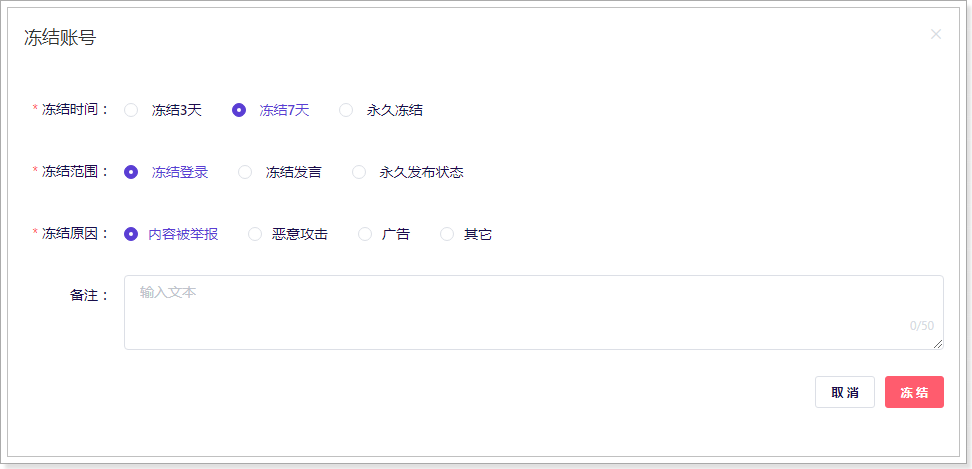 冻结账号
* 冻结时间： 冻结3天 冻结7天 永久冻结
* 冻结范围： 冻结登录 冻结发言 永久发布状态
* 冻结原因： 内容被举报 恶意攻击 广告 其它
备注： 输入文本
0/50
取消 冻结